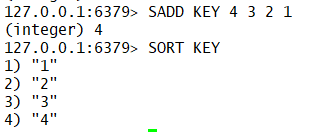 127.0.0.1:6379> SADD KEY 4 3 2 1
(integer) 4
127.0.0.1:6379> SORT KEY
1) "1"
2) "2"
3) "3"
4) "4"